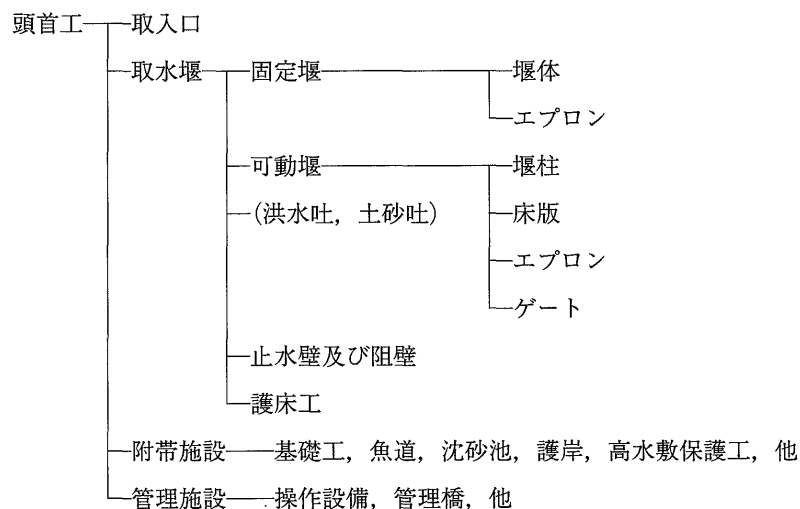 頭首工 取入口
取水堰 固定堰 堰体
エプロン
可動堰 堰柱
(洪水吐, 土砂吐) 床版
エプロン
ゲート
止水壁及び阻壁
護床工
附帯施設 基礎工, 魚道, 沈砂池, 護岸, 高水敷保護工, 他
管理施設 操作設備, 管理橋, 他